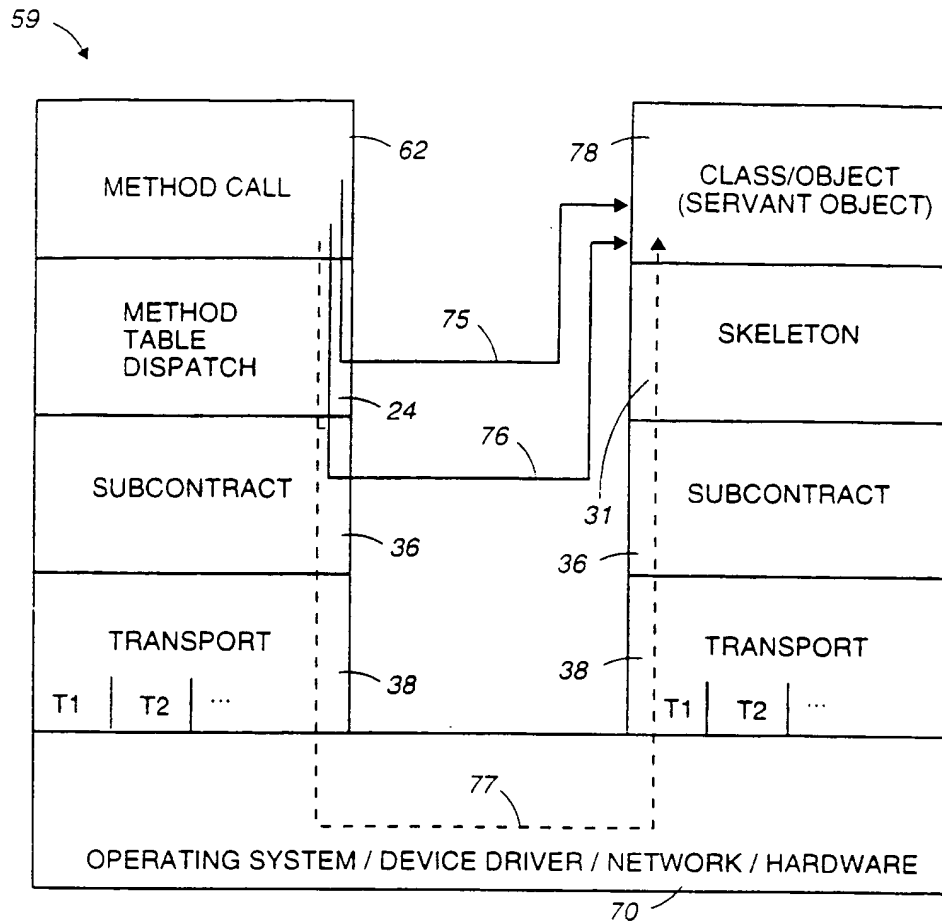 59
62
78
METHOD CALL
CLASS/OBJECT
(SERVANT OBJECT)
METHOD
TABLE
DISPATCH
75
SKELETON
24
76
SUBCONTRACT
SUBCONTRACT
31
36
36
TRANSPORT
TRANSPORT
38
38
T1
T2
...
T1
T2
...
77
OPERATING SYSTEM / DEVICE DRIVER / NETWORK / HARDWARE
70